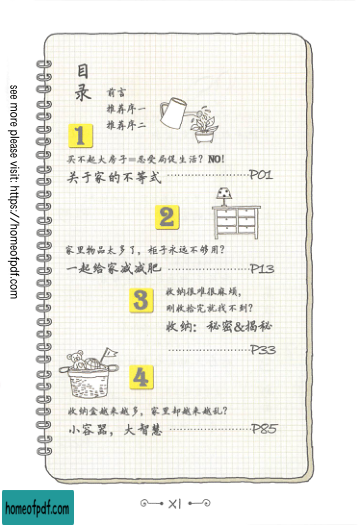 目
录
前言
推荐序一
推荐序二
1
买不起大房子=忍受局促生活？NO!
关于家的不等式 P01
2
家里物品太多了，柜子永远不够用？
一起给家减减肥 P13
3
收纳很难很麻烦，
刚收拾完就找不到？
收纳：秘密&揭秘
P33
4
收纳盒越来越多，家里却越来越乱？
小容器，大智慧 P85
XI
see more please visit: https://homeofpdf.com
homeofpdf.com